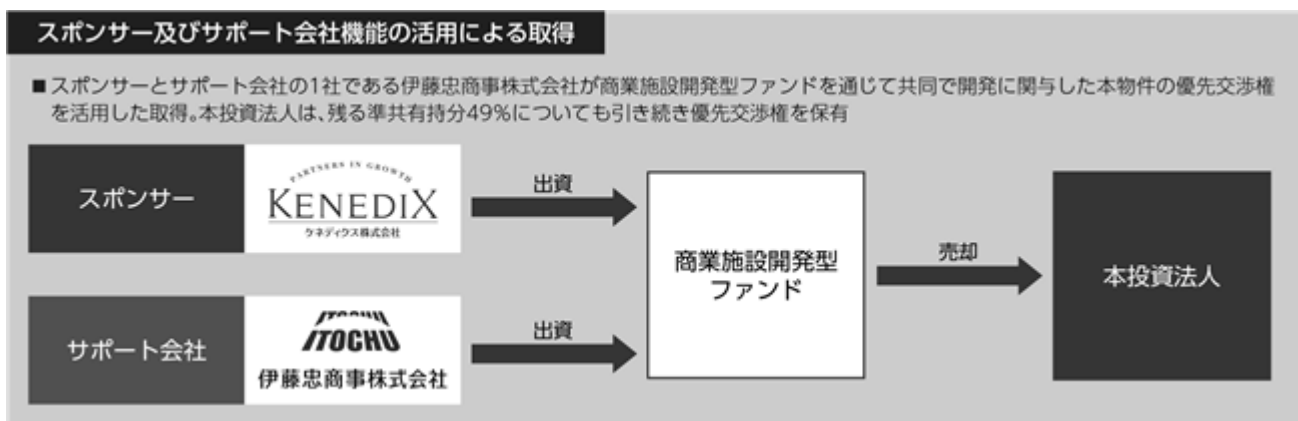 スポンサー及びサポート会社機能の活用による取得
■スポンサーとサポート会社の1社である伊藤忠商事株式会社が商業施設開発型ファンドを通じて共同で開発に関与した本物件の優先交渉権
を活用した取得。本投資法人は、残る準共有持分49%についても引き続き優先交渉権を保有
スポンサー
PARTNERS IN GROWTH
KENEDIX
ケネディクス株式会社
出資
商業施設開発型
ファンド
売却
本投資法人
サポート会社
ITOCHU
伊藤忠商事株式会社
出資